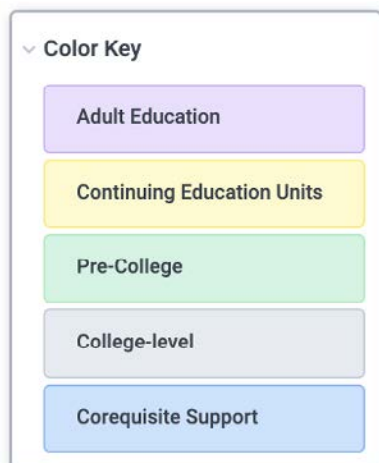 Color Key
Adult Education
Continuing Education Units
Pre-College
College-level
Corequisite Support